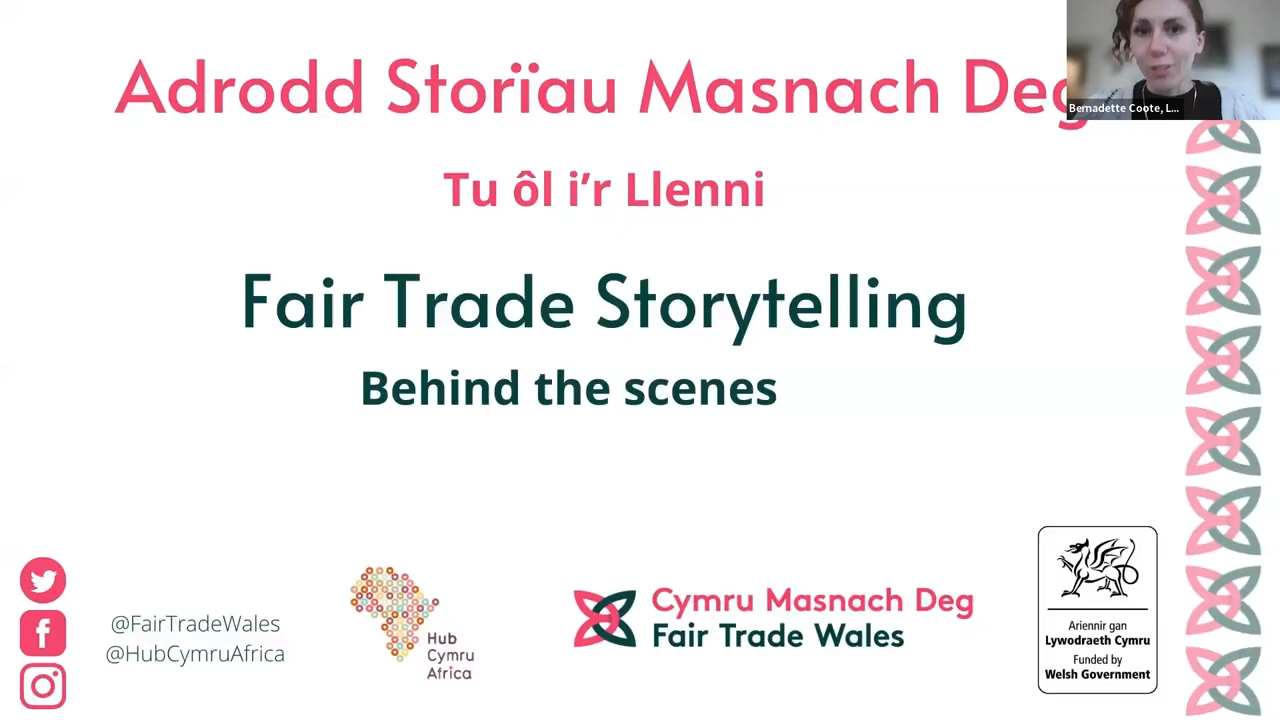 Adrodd Storïau Masnach Deg
Bernadette Coote, L...
Tu ôl i'r Llenni
Fair Trade Storytelling
Behind the scenes
@FairTradeWales
@HubCymruAfrica
Hub
Cymru
Africa
Cymru Masnach Deg
Fair Trade Wales
Ariennir gan
Lywodraeth Cymru
Funded by
Welsh Government